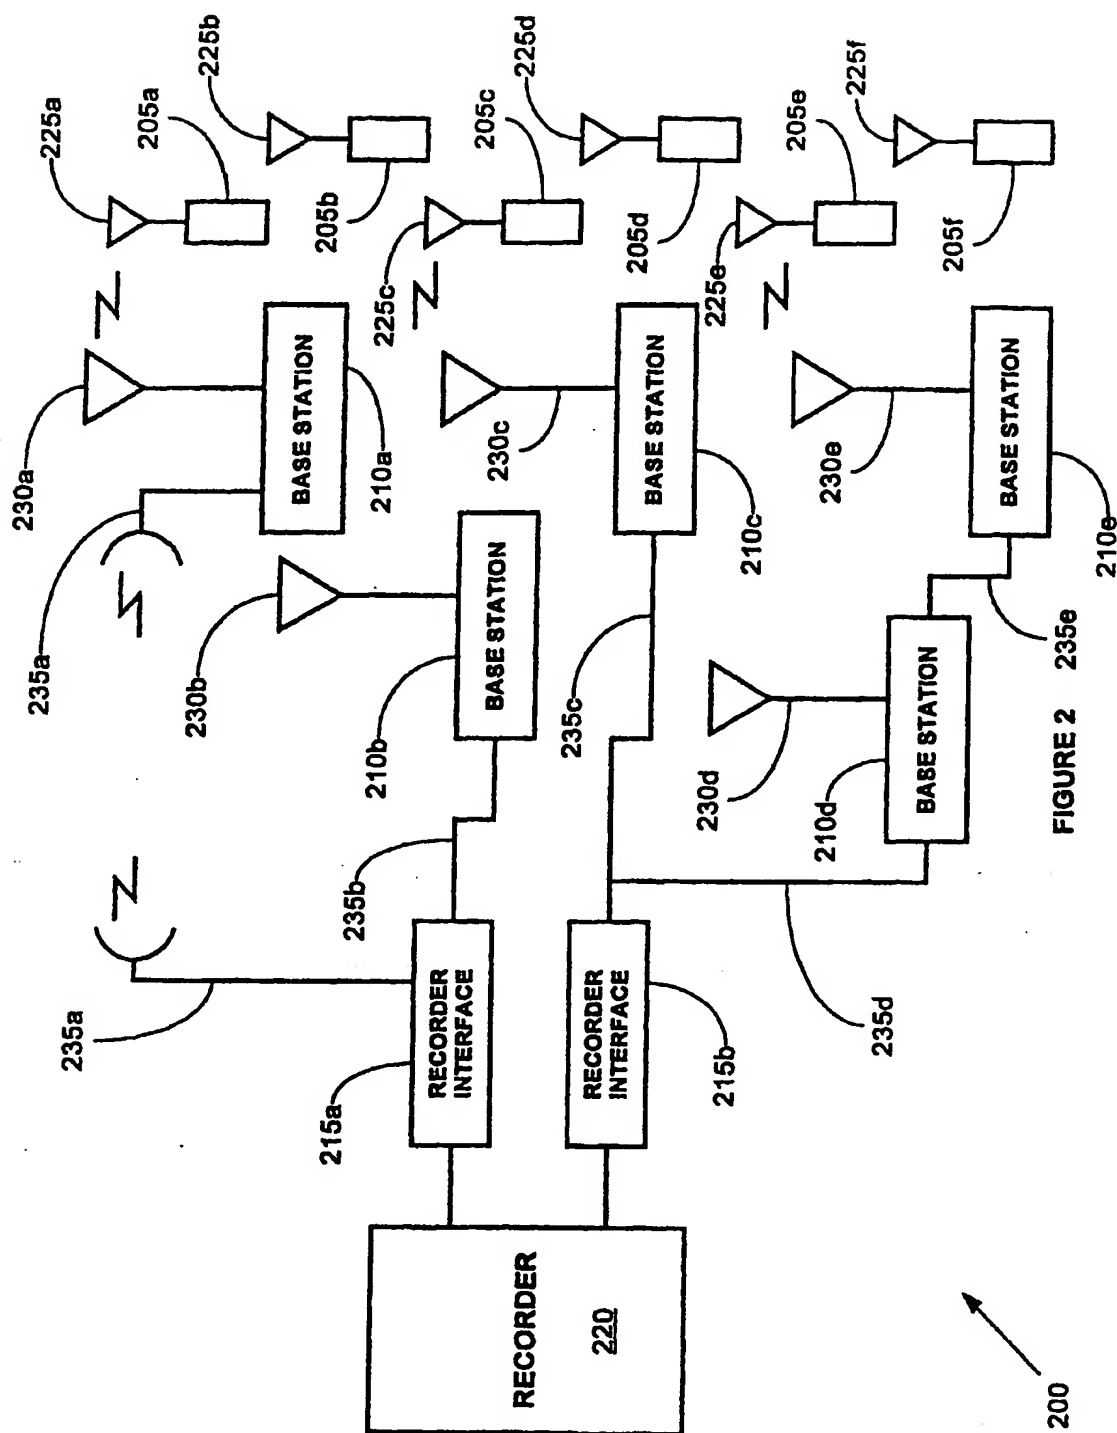 225a
205a
225b
205b
225c
205c
225d
205d
225e
205e
225f
205f
230a
235a
BASE STATION
210a
230b
210b
BASE STATION
230c
BASE STATION
210c
235c
230e
BASE STATION
210e
235e
230d
210d
BASE STATION
235a
235b
RECORDER
INTERFACE
215a
RECORDER
INTERFACE
215b
235d
RECORDER
220
200
FIGURE 2